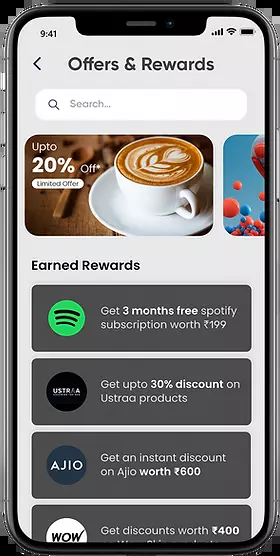 9:41
Offers & Rewards
Search...
Upto
20% Off*
Limited Offer
Earned Rewards
Get 3 months free spotify
subscription worth ₹199
USTRAA
Get upto 30% discount on
Ustraa products
AJIO
Get an instant discount
on Ajio worth ₹600
WOW
Get discounts worth ₹400